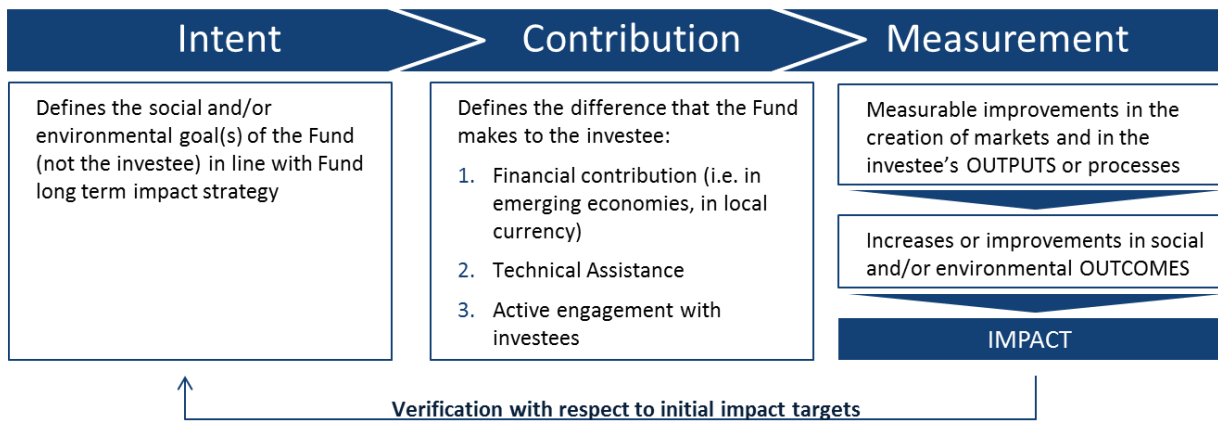 Intent
Contribution
Measurement
Defines the social and/or
environmental goal(s) of the Fund
(not the investee) in line with Fund
long term impact strategy
Defines the difference that the Fund
makes to the investee:
1. Financial contribution (i.e. in
emerging economies, in local
currency)
2. Technical Assistance
3. Active engagement with
investees
Measurable improvements in the
creation of markets and in the
investee's OUTPUTS or processes
Increases or improvements in social
and/or environmental OUTCOMES
IMPACT
Verification with respect to initial impact targets